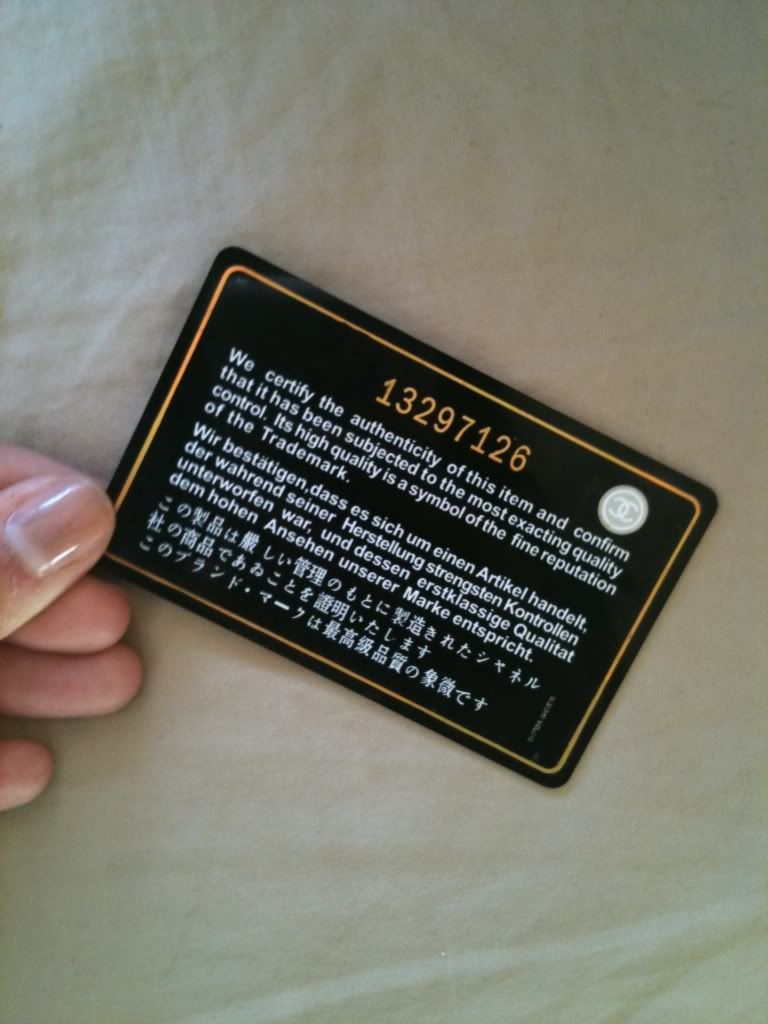 13297126
We certify the authenticity of this item and confirm
that it has been subjected to the most exacting quality
control. Its high quality is a symbol of the fine reputation
of the Trademark.
Wir bestätigen,dass es sich um einen Artikel handelt,
der wahrend seiner Herstellung strengsten Kontrollen
unterworfen war, und dessen erstklassige Qualitat
dem hohen Ansehen unserer Marke entspricht.
この製品は厳しい管理のもとに製造きれたシャネル
社の商品であゐことを證明いたします
このブランド・マークは最高級品質の象微です